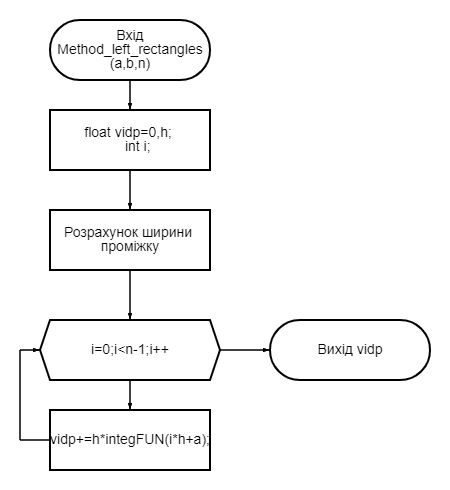 Вхід
Method_left_rectangles
(a,b,n)
float vidp=0,h;
int i;
Розрахунок ширини
проміжку
i=0;i<n-1;i++
Вихід vidp
vidp+=h*integFUN(i*h+a);